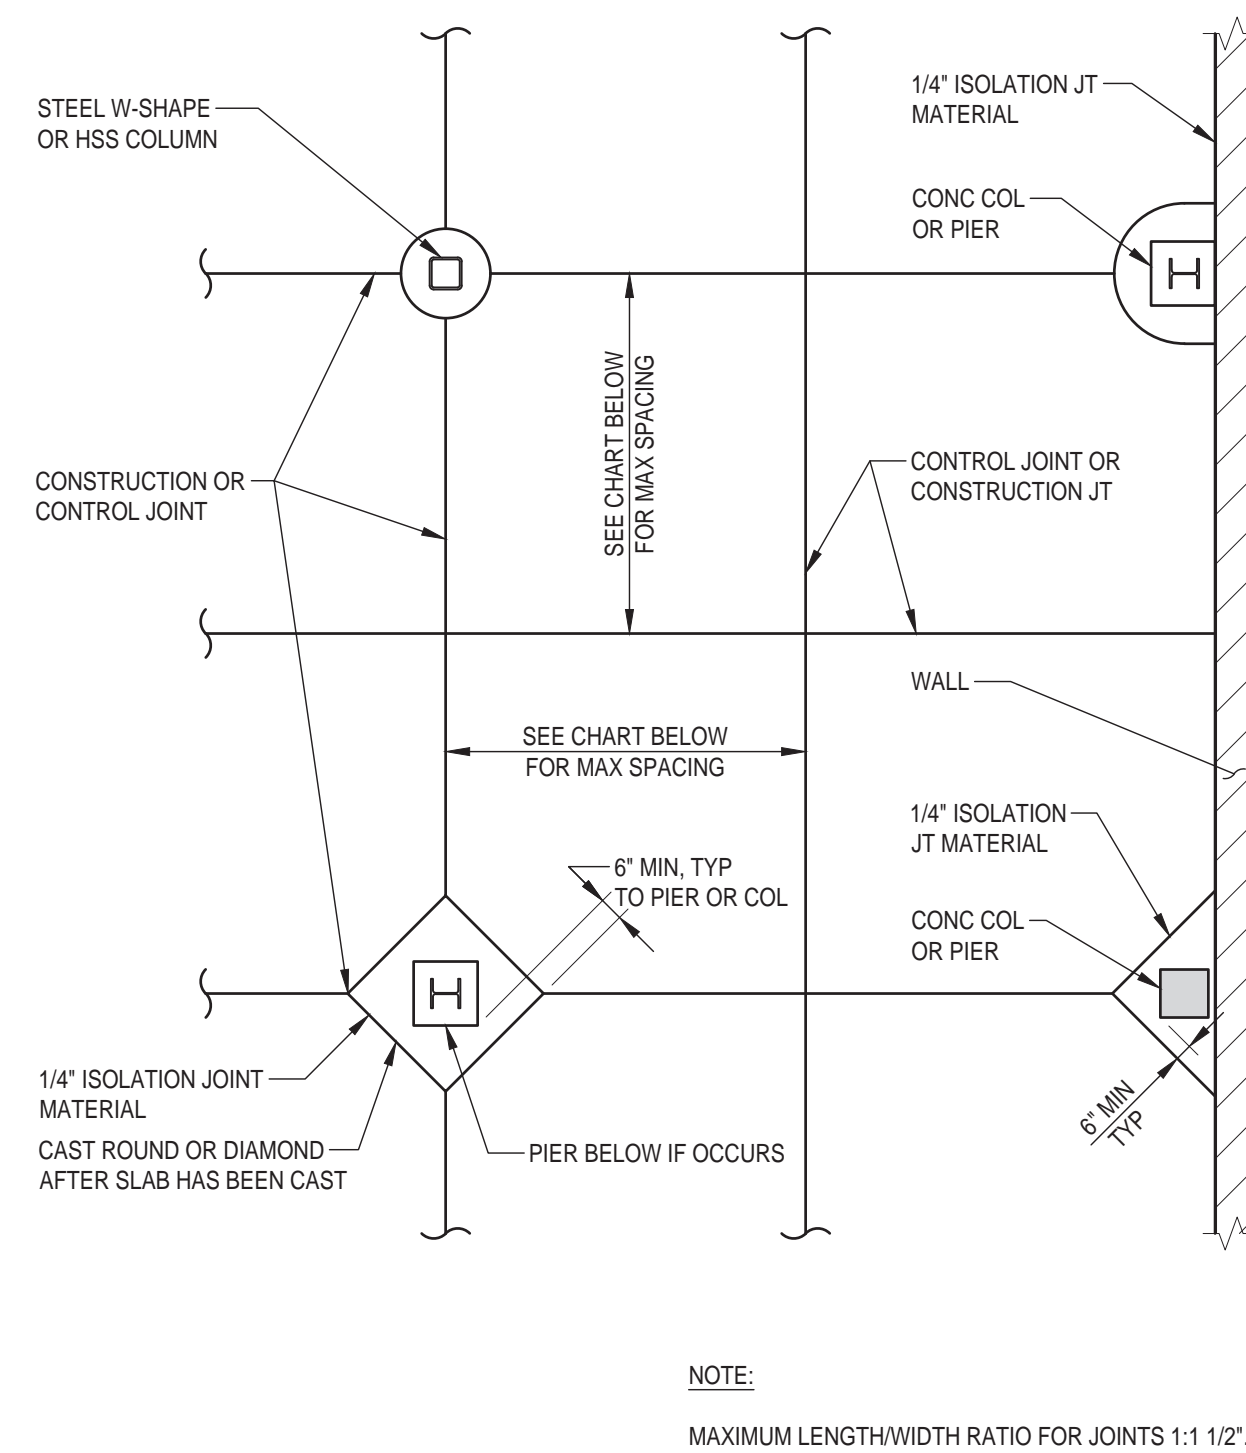 STEEL W-SHAPE
OR HSS COLUMN
1/4" ISOLATION JT
MATERIAL
CONC COL
OR PIER
SEE CHART BELOW
FOR MAX SPACING
CONSTRUCTION OR
CONTROL JOINT
CONTROL JOINT OR
CONSTRUCTION JT
WALL
SEE CHART BELOW
FOR MAX SPACING
1/4" ISOLATION
JT MATERIAL
6" MIN, TYP
TO PIER OR COL
CONC COL
OR PIER
1/4" ISOLATION JOINT
MATERIAL
6" MIN
TYP
CAST ROUND OR DIAMOND
AFTER SLAB HAS BEEN CAST
PIER BELOW IF OCCURS
NOTE:
MAXIMUM LENGTH/WIDTH RATIO FOR JOINTS 1:1 1/2".